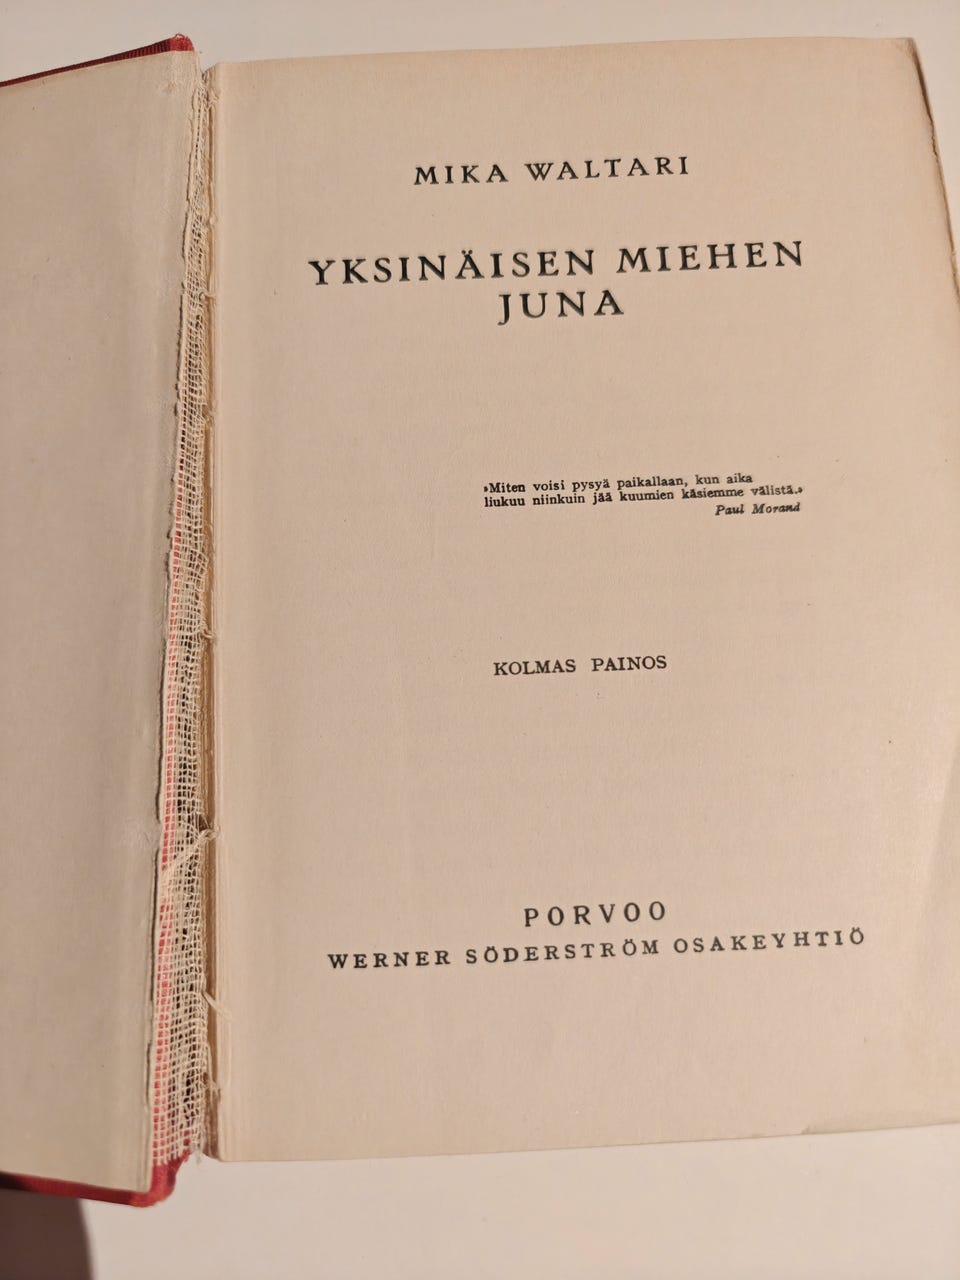 MIKA WALTARI
YKSINÄISEN MIEHEN
JUNA
»Miten voisi pysyä paikallaan, kun aika
liukuu niinkuin jää kuumien käsiemme välistä.»
Paul Morand
KOLMAS PAINOS
PORVOO
WERNER SÖDERSTRÖM OSAKEYHTIÖ